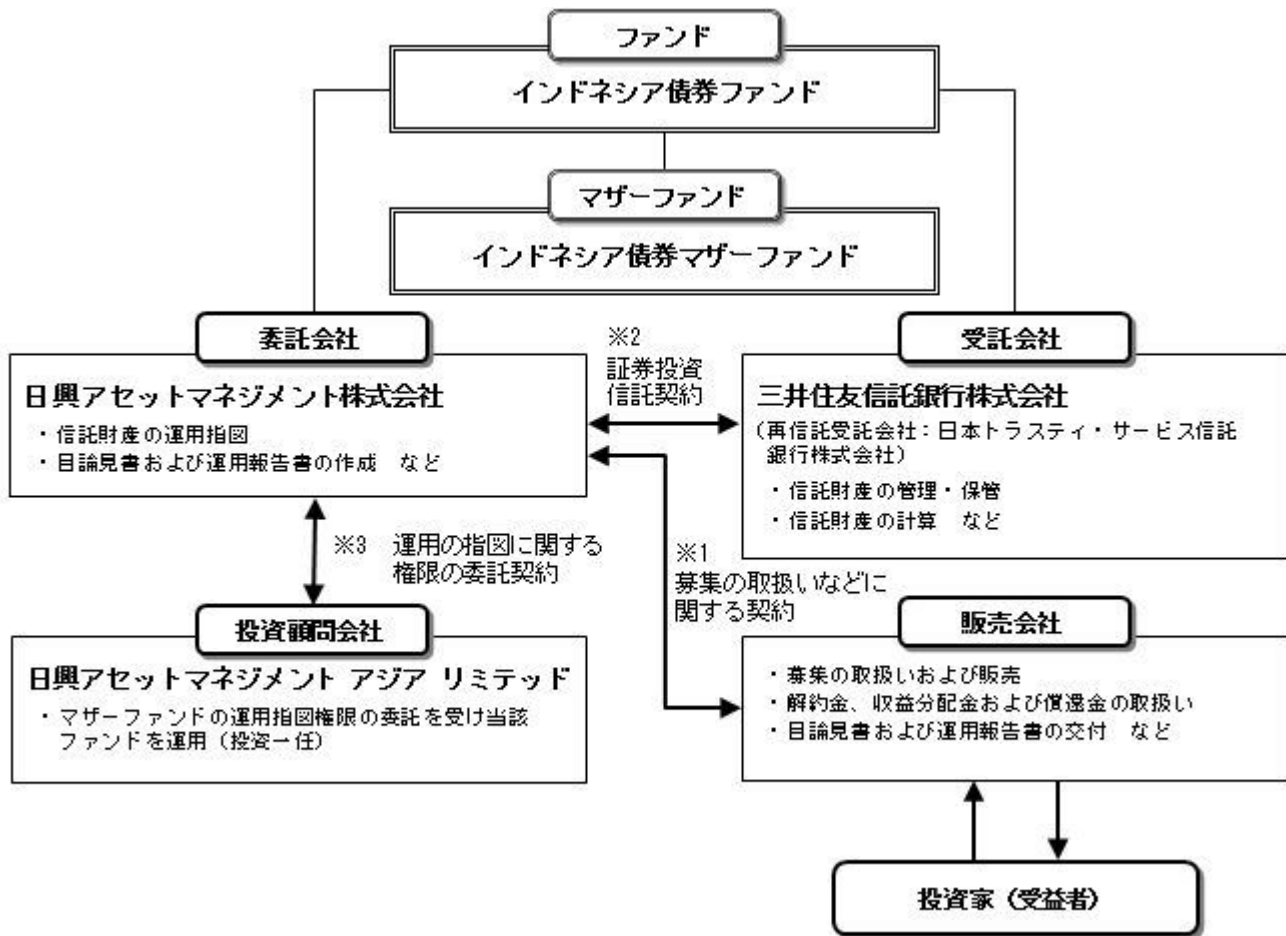 ファンド
インドネシア債券ファンド
マザーファンド
インドネシア債券マザーファンド
委託会社
日興アセットマネジメント株式会社
・信託財産の運用指図
・目論見書および運用報告書の作成　など
※2
証券投資
信託契約
受託会社
三井住友信託銀行株式会社
（再信託受託会社：日本トラスティ・サービス信託
銀行株式会社）
・信託財産の管理・保管
・信託財産の計算　など
※3　運用の指図に関する
権限の委託契約
※1
募集の取扱いなどに
関する契約
投資顧問会社
日興アセットマネジメント アジア リミテッド
・マザーファンドの運用指図権限の委託を受け当該
ファンドを運用（投資一任）
販売会社
・募集の取扱いおよび販売
・解約金、収益分配金および償還金の取扱い
・目論見書および運用報告書の交付　など
投資家（受益者）